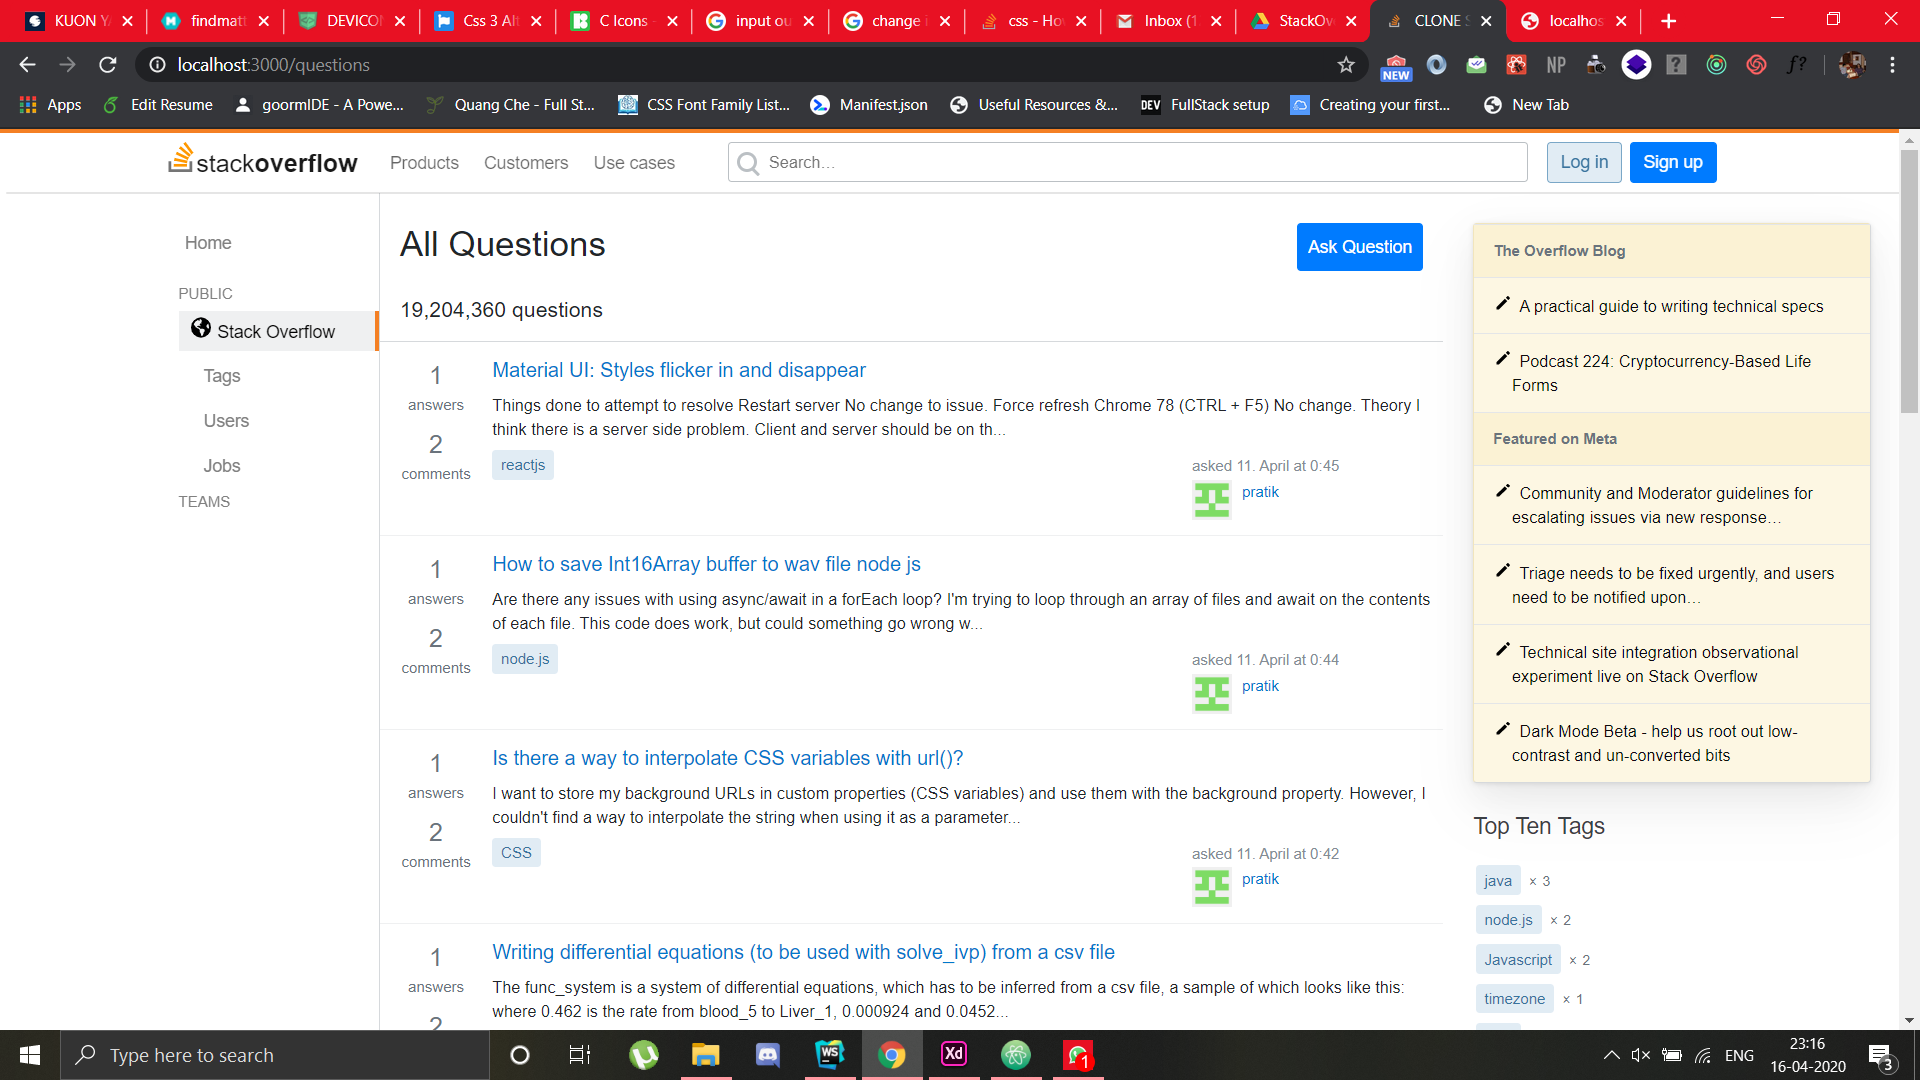 KUON Y
findmatt
DEVICON
Css 3 Alt
C Icons
input ou
change i
css - Ho
Inbox (1
StackOv
CLONE S
localhos
localhost:3000/questions
NEW
NP
f?
Apps
Edit Resume
goormIDE - A Powe...
Quang Che - Full St...
CSS Font Family List...
Manifest.json
Useful Resources &...
DEV
FullStack setup
Creating your first...
New Tab
stackoverflow
Products
Customers
Use cases
Search…
Log in
Sign up
Home
PUBLIC
Stack Overflow
Tags
Users
Jobs
TEAMS
All Questions
Ask Question
19,204,360 questions
1
answers
2
comments
Material UI: Styles flicker in and disappear
Things done to attempt to resolve Restart server No change to issue. Force refresh Chrome 78 (CTRL + F5) No change. Theory I
think there is a server side problem. Client and server should be on th...
reactjs
asked 11. April at 0:45
pratik
1
answers
2
comments
How to save Int16Array buffer to wav file node js
Are there any issues with using async/await in a forEach loop? I'm trying to loop through an array of files and await on the contents
of each file. This code does work, but could something go wrong w...
node.js
asked 11. April at 0:44
pratik
1
answers
2
comments
Is there a way to interpolate CSS variables with url()?
I want to store my background URLs in custom properties (CSS variables) and use them with the background property. However, I
couldn't find a way to interpolate the string when using it as a parameter...
CSS
asked 11. April at 0:42
pratik
1
answers
2
Writing differential equations (to be used with solve_ivp) from a csv file
The func_system is a system of differential equations, which has to be inferred from a csv file, a sample of which looks like this:
where 0.462 is the rate from blood_5 to Liver_1, 0.000924 and 0.0452...
The Overflow Blog
A practical guide to writing technical specs
Podcast 224: Cryptocurrency-Based Life
Forms
Featured on Meta
Community and Moderator guidelines for
escalating issues via new response…
Triage needs to be fixed urgently, and users
need to be notified upon…
Technical site integration observational
experiment live on Stack Overflow
Dark Mode Beta - help us root out low-
contrast and un-converted bits
Top Ten Tags
java × 3
node.js × 2
Javascript × 2
timezone × 1
Type here to search
WS
Xd
1
ENG
23:16
16-04-2020
3